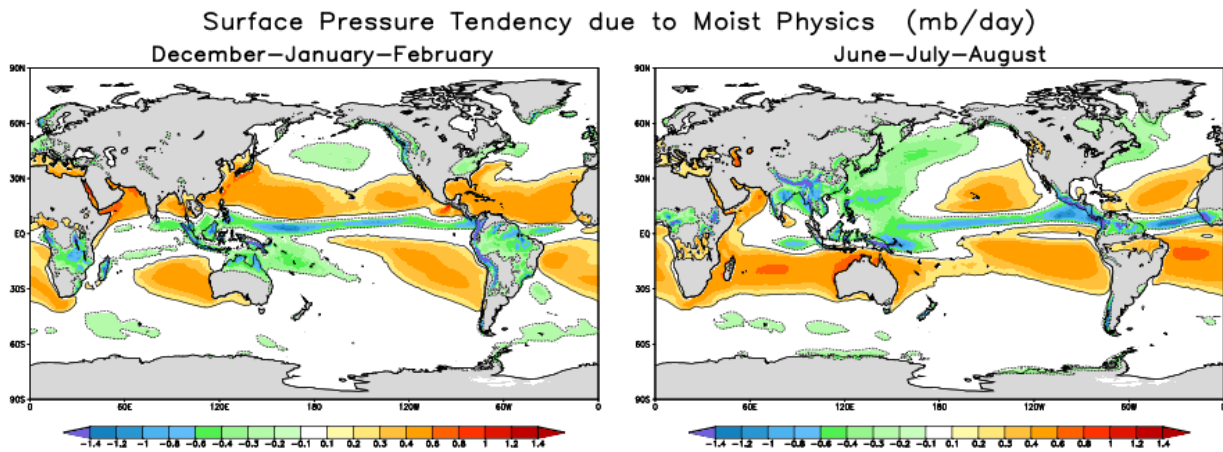 Surface Pressure Tendency due to Moist Physics (mb/day)
December-January-February
June-July-August
90N
60N
30N
EQ
30S
60S
90S
0
60E
120E
180
120W
60W
0
90N
60N
30N
EQ
30S
60S
90S
0
60E
120E
180
120W
60W
0
-1.4 -1.2 -1 -0.8 -0.6 -0.4 -0.3 -0.2 -0.1 0.1 0.2 0.3 0.4 0.6 0.8 1 1.2 1.4
-1.4 -1.2 -1 -0.8 -0.6 -0.4 -0.3 -0.2 -0.1 0.1 0.2 0.3 0.4 0.6 0.8 1 1.2 1.4